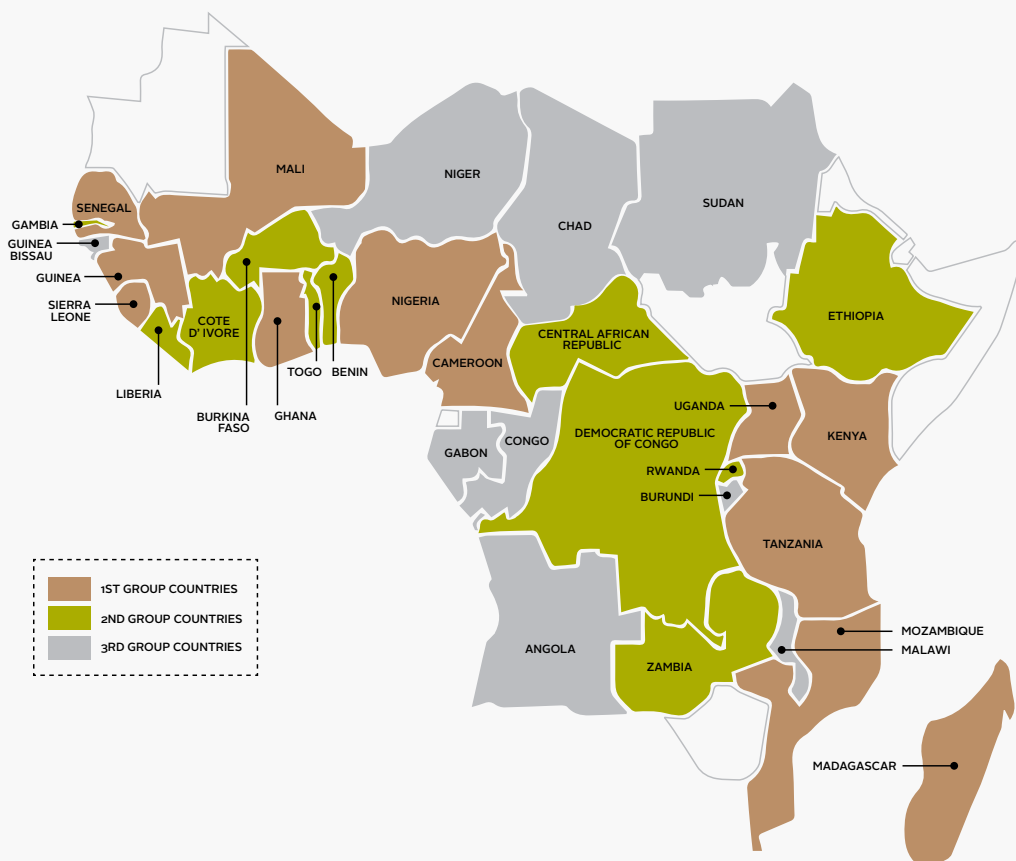 MALI
NIGER
SENEGAL
SUDAN
GAMBIA
CHAD
GUINEA
BISSAU
GUINEA
NIGERIA
SIERRA
LEONE
COTE
D' IVORE
ETHIOPIA
CENTRAL AFRICAN
REPUBLIC
CAMEROON
TOGO
BENIN
LIBERIA
BURKINA
FASO
GHANA
UGANDA
DEMOCRATIC REPUBLIC
OF CONGO
KENYA
CONGO
GABON
RWANDA
BURUNDI
TANZANIA
1ST GROUP COUNTRIES
2ND GROUP COUNTRIES
3RD GROUP COUNTRIES
MOZAMBIQUE
ANGOLA
MALAWI
ZAMBIA
MADAGASCAR